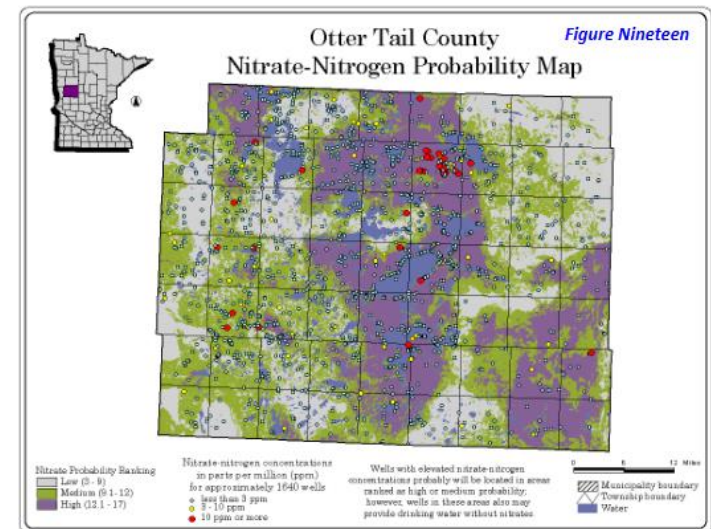 Otter Tail County
Nitrate-Nitrogen Probability Map
Figure Nineteen
Nitrate Probability Ranking
Low (3 - 9)
Medium (9.1 - 12)
High (12.1 - 17)
Nitrate-nitrogen concentrations
in parts per million (ppm)
for approximately 1640 wells
less than 3 ppm
3 - 10 ppm
10 ppm or more
Wells with elevated nitrate-nitrogen
concentrations probably will be located in areas
ranked as high or medium probability,
however, wells in these areas also may
provide drinking water without nitrates
0 6 12 Miles
Municipality boundary
Township boundary
Water